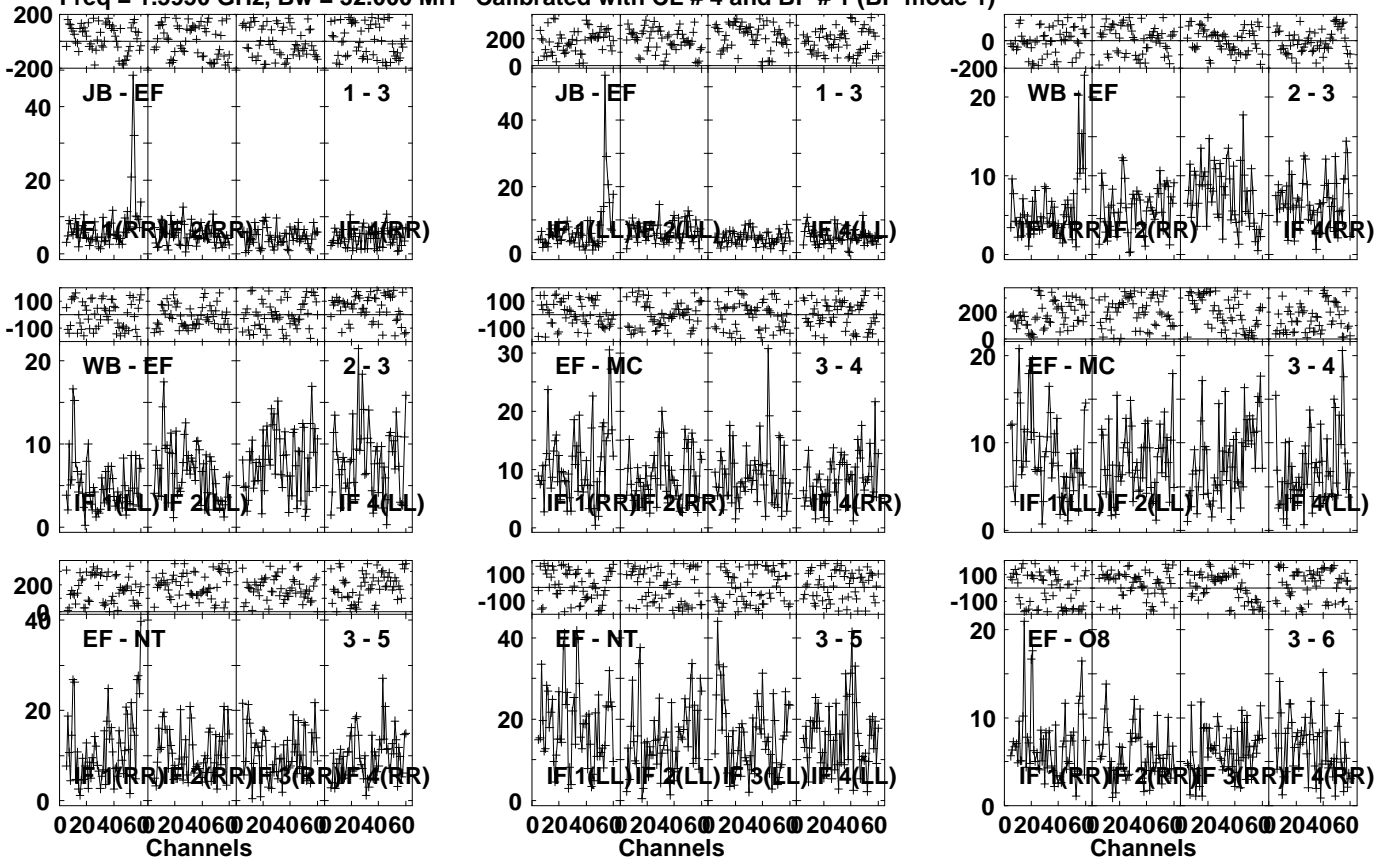 Freq = GHz, Bw = 32.000 MH Calibrated with CL # 4 and BP # 1 (BP mode 1)
200
0
-200
40
20
0
JB - EF 1 - 3
IF 1(RR) IF 2(RR) IF 4(RR)
200
0
40
20
0
JB - EF 1 - 3
IF 1(LL) IF 2(LL) IF 4(LL)
200
0
-200
20
10
0
WB - EF 2 - 3
IF 1(RR) IF 2(RR) IF 4(RR)
100
-100
20
10
0
WB - EF 2 - 3
IF 1(LL) IF 2(LL) IF 4(LL)
100
-100
30
20
10
0
EF - MC 3 - 4
IF 1(RR) IF 2(RR) IF 4(RR)
200
0
20
10
0
EF - MC 3 - 4
IF 1(LL) IF 2(LL) IF 4(LL)
200
0
40
20
0
EF - NT 3 - 5
IF 1(RR) IF 2(RR) IF 3(RR) IF 4(RR)
0 20 40 60 0 20 40 60 0 20 40 60 0 20 40 60
Channels
100
-100
40
20
0
EF - NT 3 - 5
IF 1(LL) IF 2(LL) IF 3(LL) IF 4(LL)
0 20 40 60 0 20 40 60 0 20 40 60 0 20 40 60
Channels
100
-100
20
10
0
EF - O8 3 - 6
IF 1(RR) IF 2(RR) IF 3(RR) IF 4(RR)
0 20 40 60 0 20 40 60 0 20 40 60 0 20 40 60
Channels